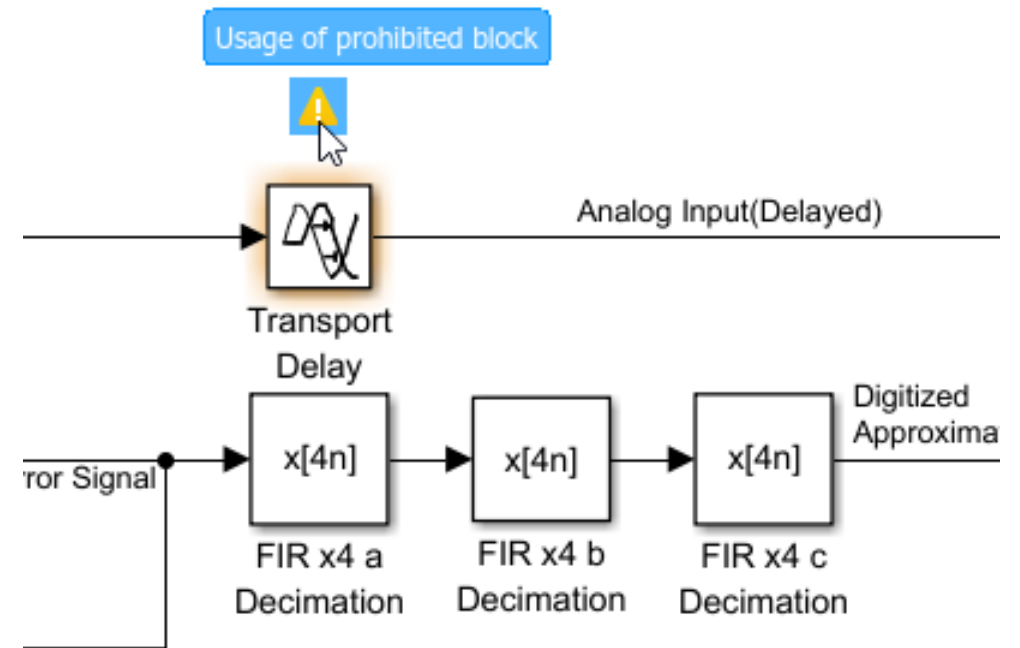 Usage of prohibited block
Analog Input(Delayed)
Transport
Delay
Digitized
Approxima
x[4n]
x[4n]
x[4n]
rror Signal
FIR x4 a
Decimation
FIR x4 b
Decimation
FIR x4 c
Decimation